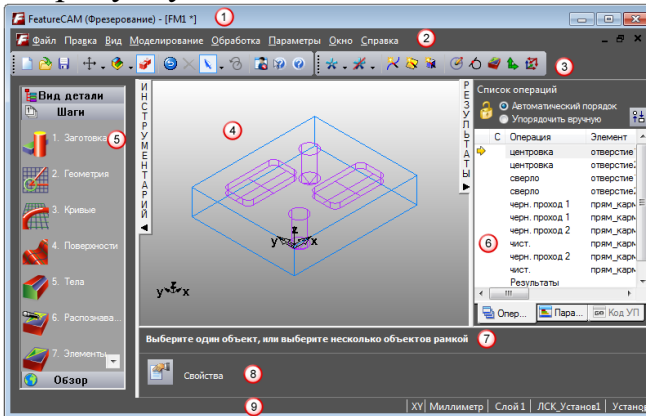 FeatureCAM (Фрезерование) - [FM1 *]
1
Файл Правка Вид Моделирование Обработка Параметры Окно Справка
2
3
Вид детали
Шаги
1. Заготовка
5
2. Геометрия
3. Кривые
4. Поверхности
5. Тела
6. Распознава...
7. Элементы
Обзор
ИНСТРУМЕНТАРИЙ
4
y z x
y x
РЕЗУЛЬТАТЫ
Список операций
Автоматический порядок
Упорядочить вручную
С Операция Элемент
центровка отверстие
центровка отверстие
сверло отверстие
сверло отверстие
черн. проход 1 прям_карм
черн. проход 1 прям_карм
черн. проход 2 прям_карм
6
чист. прям_карм
черн. проход 2 прям_карм
чист. прям_карм
Результаты
Опер... Пара... Код УП
Выберите один объект, или выберите несколько объектов рамкой
7
Свойства
8
9
XY Миллиметр Слой1 ЛСК_Установ1 Установ